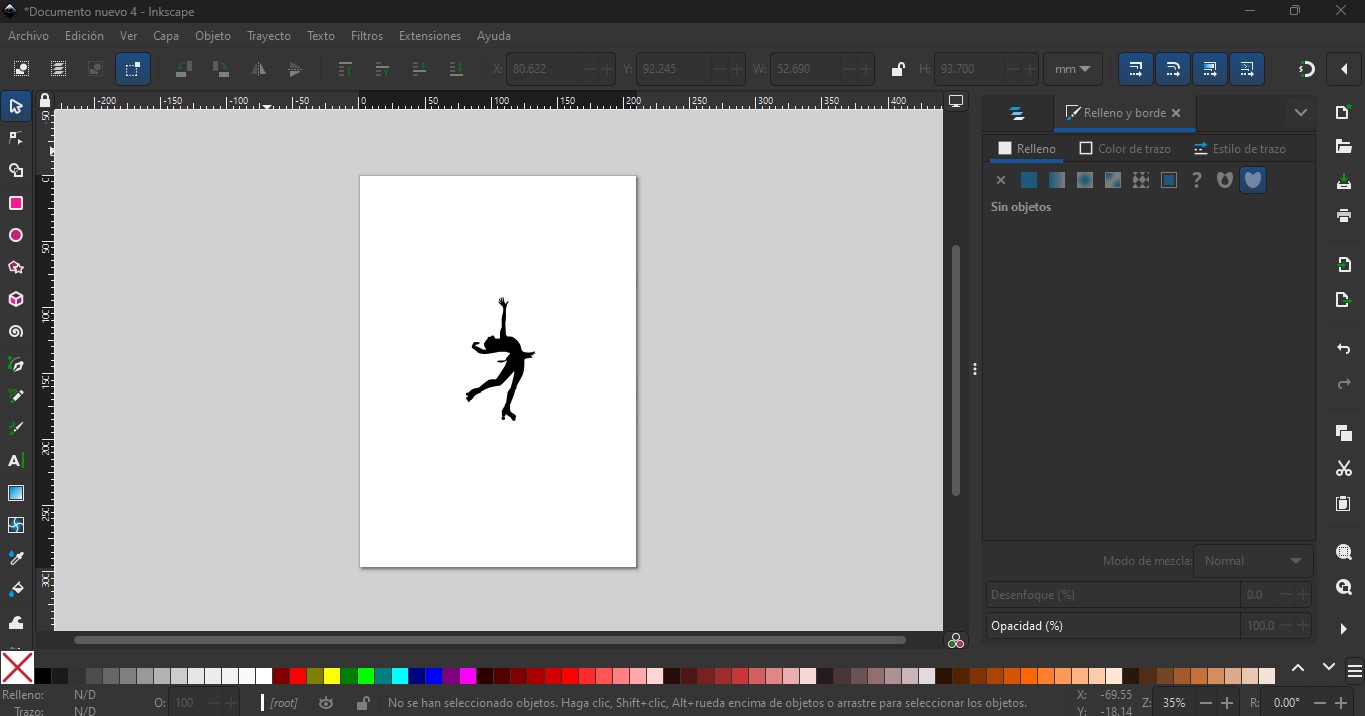 *Documento nuevo 4 - Inkscape
Archivo Edición Ver Capa Objeto Trayecto Texto Filtros Extensiones Ayuda
X: 80.622 Y: 92.245 W: 52.690 H: 93.700 mm
-200 -150 -100 -50 0 50 100 150 200 250 300 350 400
Relleno y borde
Relleno Color de trazo Estilo de trazo
?
Sin objetos
-50
0
50
100
150
200
250
300
A
Modo de mezcla: Normal
Desenfoque (%) 0.0
Opacidad (%) 100.0
Relleno: N/D
Trazo: N/D
O: 100
[root]
No se han seleccionado objetos. Haga clic, Shift+clic, Alt+rueda encima de objetos o arrastre para seleccionar los objetos.
X: -69.55
Y: -18.14
Z: 35%
R: 0.00°